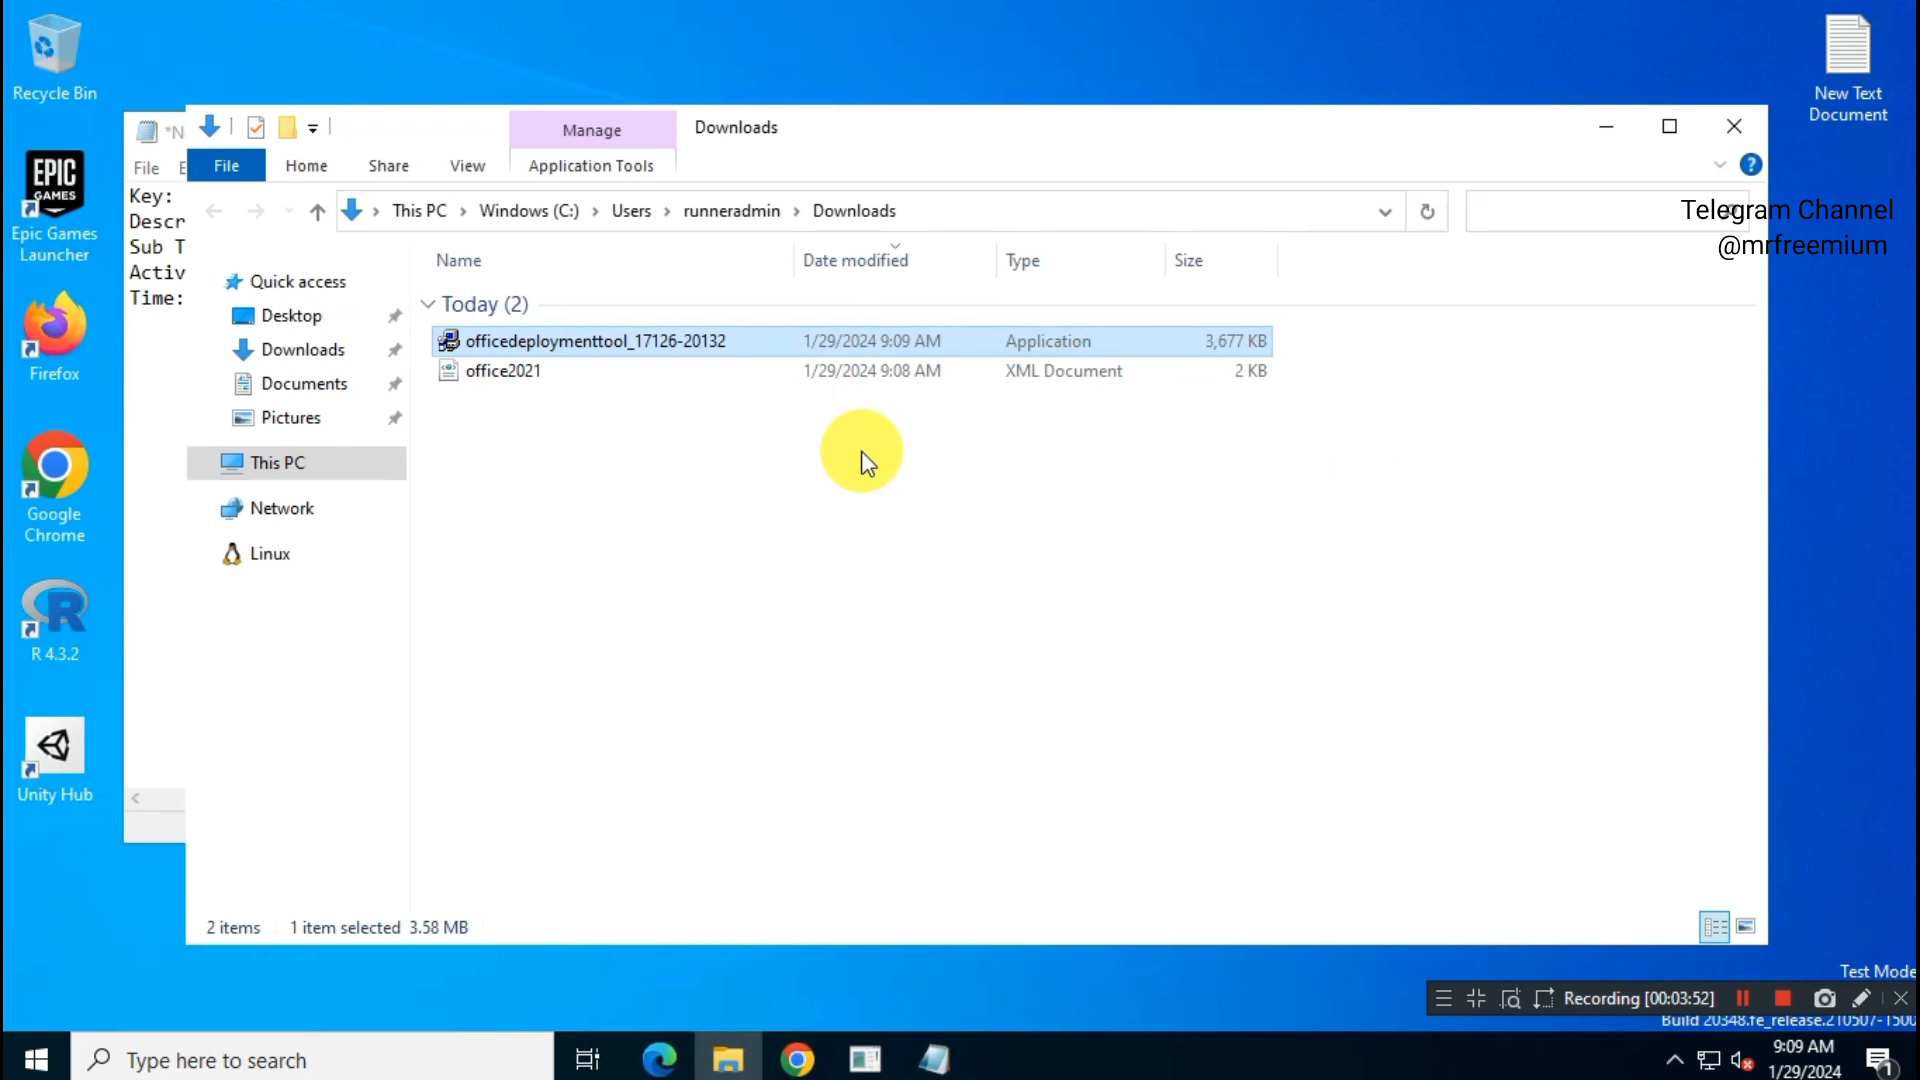 Recycle Bin
EPIC
GAMES
Epic Games
Launcher
Firefox
Google
Chrome
R 4.3.2
Unity Hub
New Text
Document
*N
File
E
Key:
Descr
Sub T
Activ
Time:
Manage
Downloads
File
Home
Share
View
Application Tools
This PC
Windows (C:)
Users
runneradmin
Downloads
Telegram Channel
@mrfreemium
Name
Date modified
Type
Size
Quick access
Desktop
Downloads
Documents
Pictures
This PC
Network
Linux
Today (2)
officedeploymenttool_17126-20132 1/29/2024 9:09 AM Application 3,677 KB
office2021 1/29/2024 9:08 AM XML Document 2 KB
2 items 1 item selected 3.58 MB
Test Mode
Recording [00:03:52]
Build 20348.fe_release.210507-1500
Type here to search
9:09 AM
1/29/2024
1